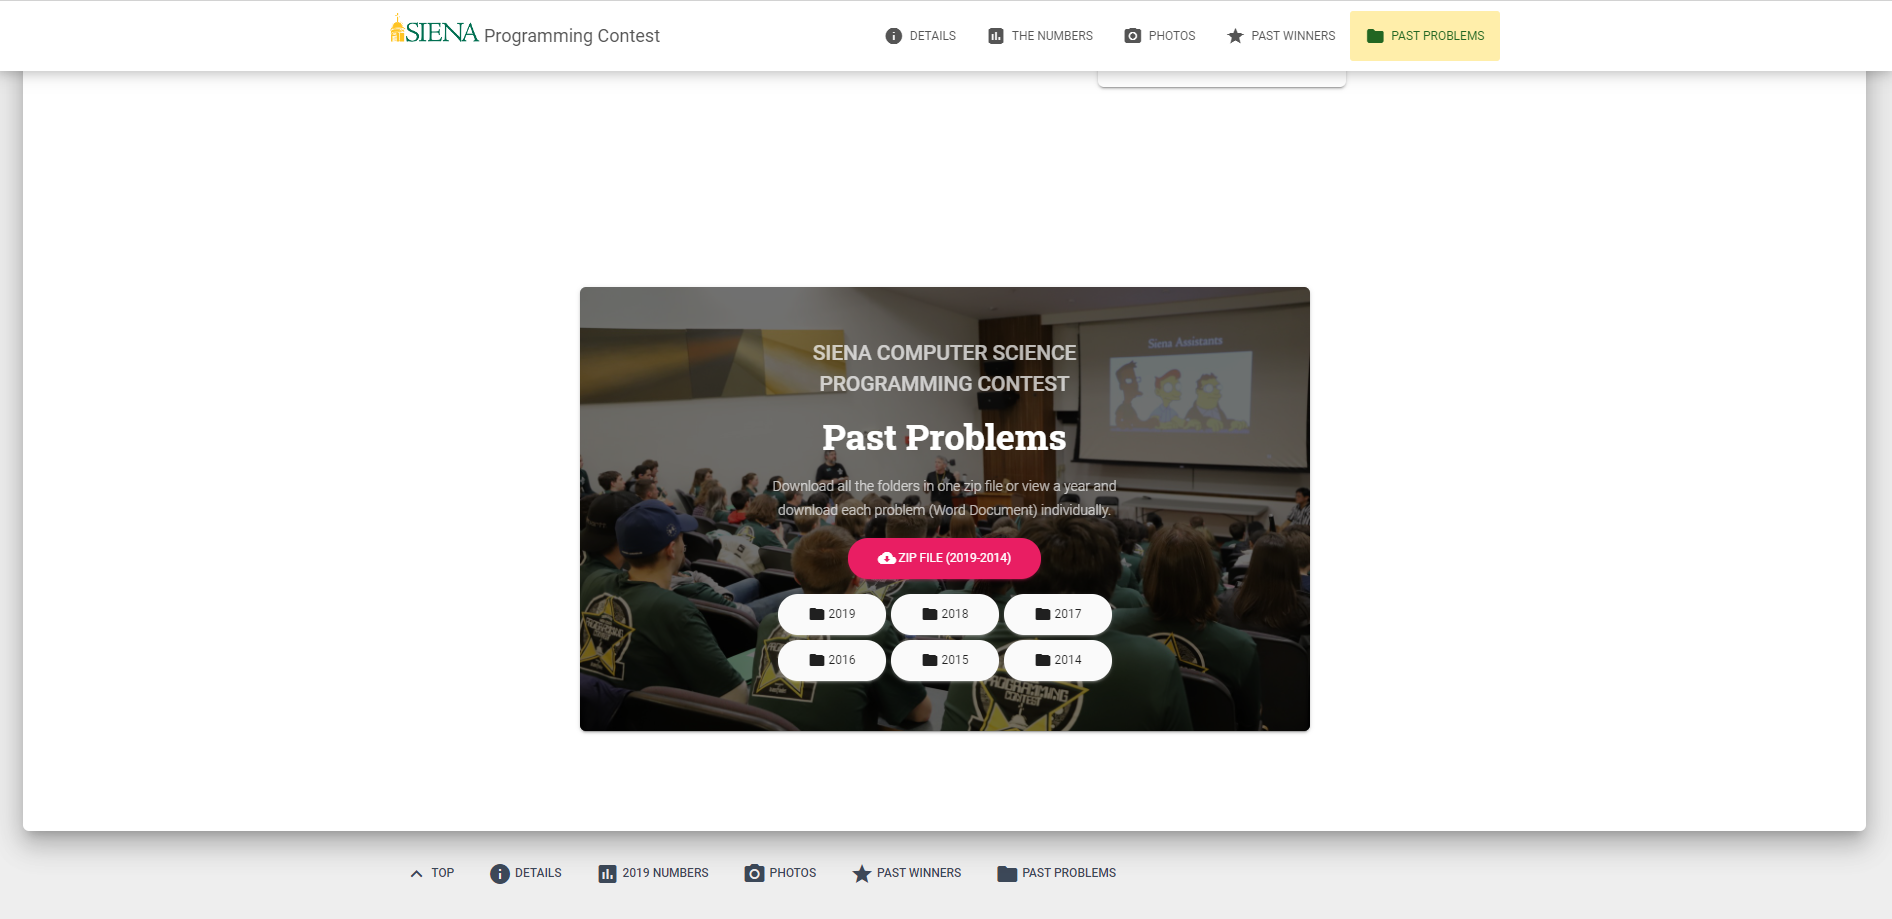 SIENA Programming Contest
DETAILS
THE NUMBERS
PHOTOS
PAST WINNERS
PAST PROBLEMS
SIENA COMPUTER SCIENCE
PROGRAMMING CONTEST
Siena Assistants
Past Problems
Download all the folders in one zip file or view a year and
download each problem (Word Document) individually.
ZIP FILE (2019-2014)
2019
2018
2017
2016
2015
2014
PROGRAMMING
CONTEST
TOP
DETAILS
2019 NUMBERS
PHOTOS
PAST WINNERS
PAST PROBLEMS